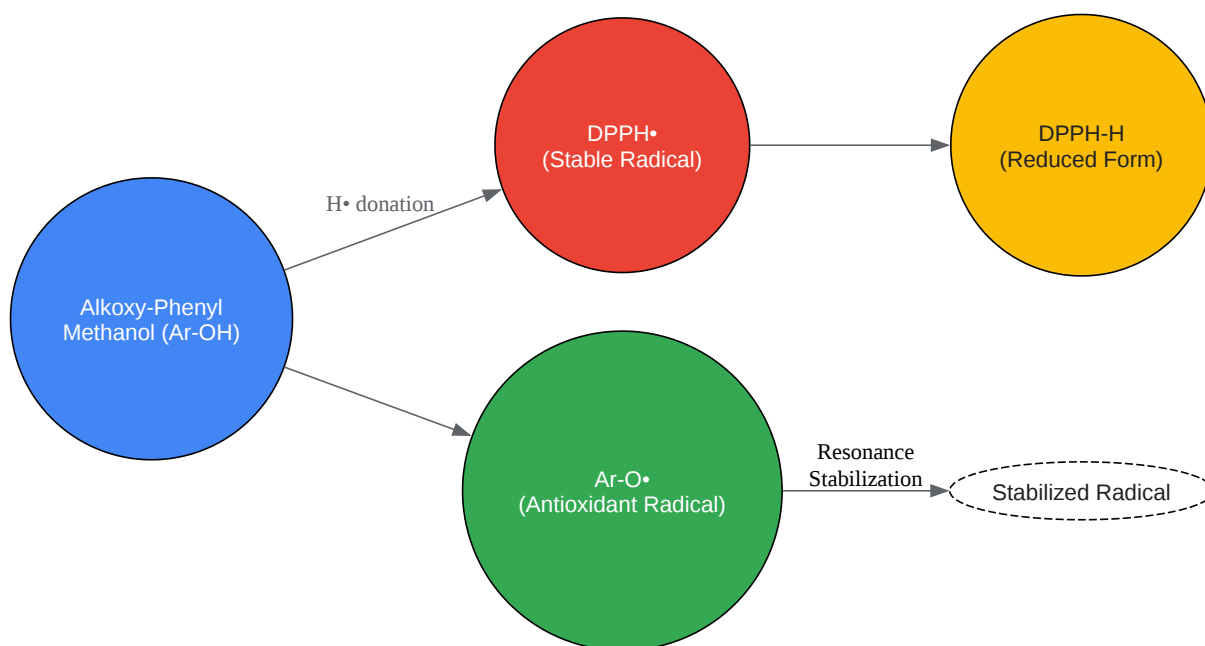 DPPH•
(Stable Radical)
DPPH-H
(Reduced Form)
H• donation
Alkoxy-Phenyl
Methanol (Ar-OH)
Ar-O•
(Antioxidant Radical)
Resonance
Stabilization
Stabilized Radical